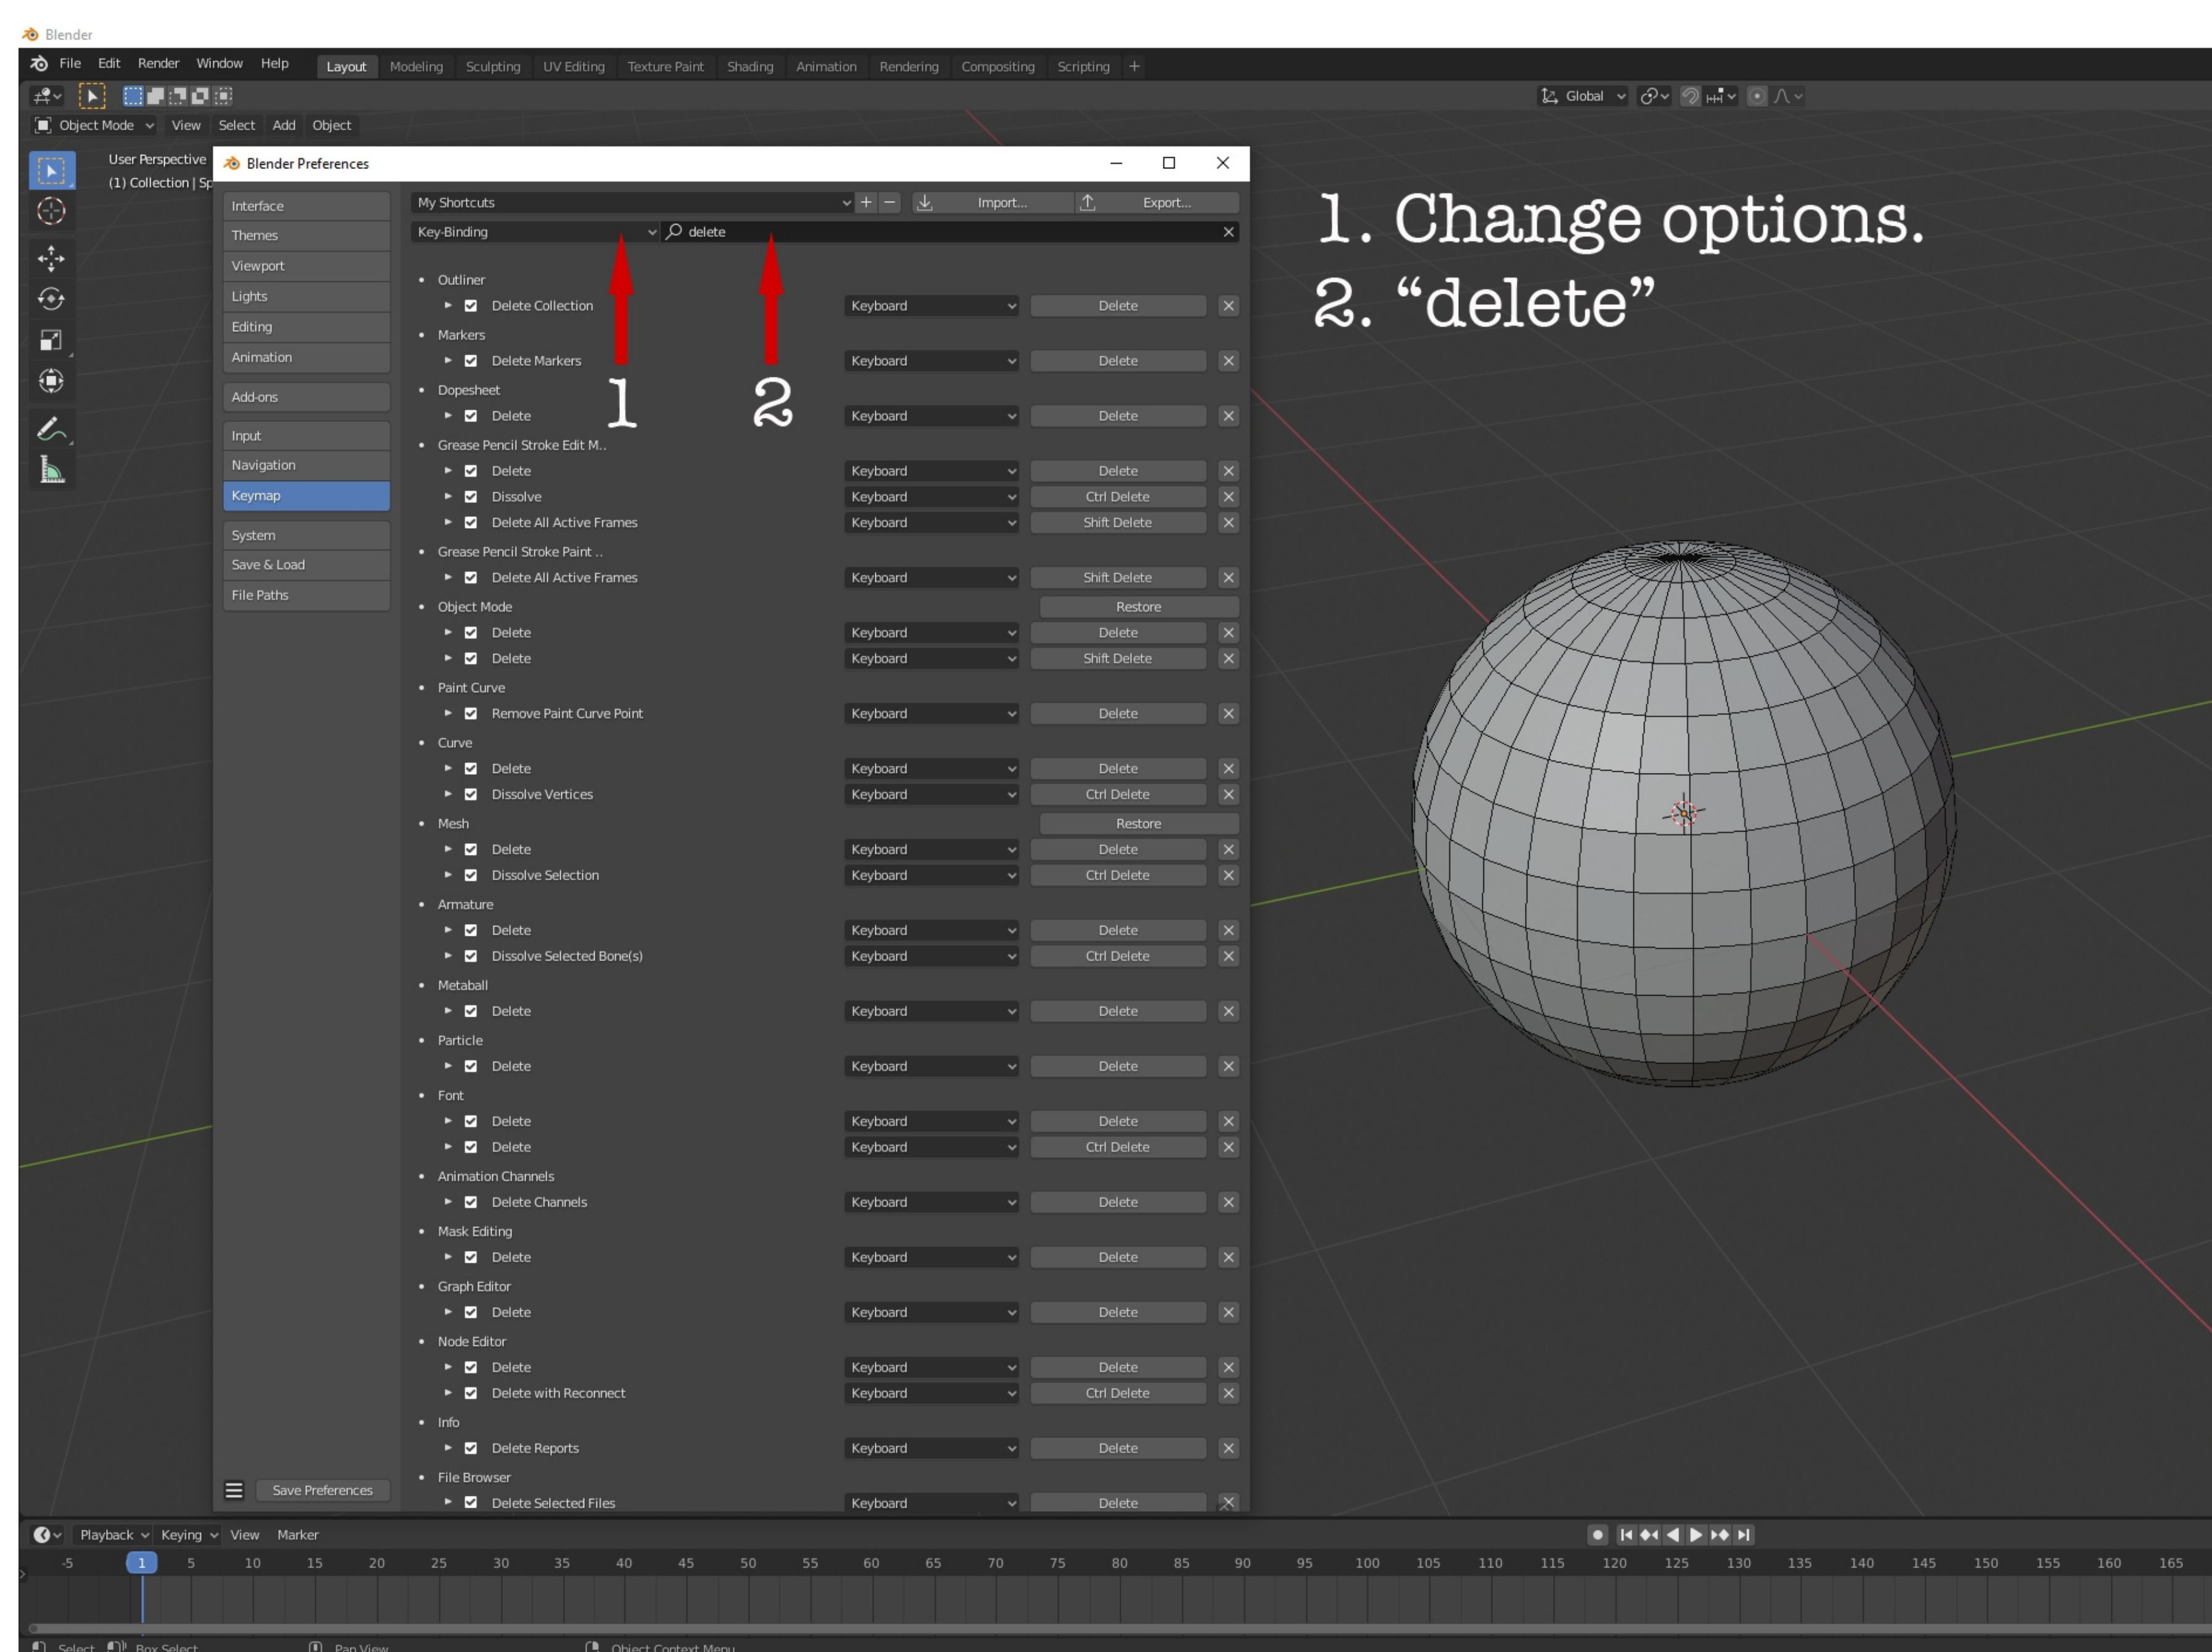 Blender
File Edit Render Window Help Layout Modeling Sculpting UV Editing Texture Paint Shading Animation Rendering Compositing Scripting +
Global
Object Mode View Select Add Object
User Perspective
(1) Collection | Sp
Blender Preferences
Interface
Themes
Viewport
Lights
Editing
Animation
Add-ons
Input
Navigation
Keymap
System
Save & Load
File Paths
Save Preferences
My Shortcuts + − Import... Export...
Key-Binding delete
• Outliner
Delete Collection Keyboard Delete
• Markers
Delete Markers Keyboard Delete
• Dopesheet
Delete Keyboard Delete
• Grease Pencil Stroke Edit M..
Delete Keyboard Delete
Dissolve Keyboard Ctrl Delete
Delete All Active Frames Keyboard Shift Delete
• Grease Pencil Stroke Paint ..
Delete All Active Frames Keyboard Shift Delete
• Object Mode Restore
Delete Keyboard Delete
Delete Keyboard Shift Delete
• Paint Curve
Remove Paint Curve Point Keyboard Delete
• Curve
Delete Keyboard Delete
Dissolve Vertices Keyboard Ctrl Delete
• Mesh Restore
Delete Keyboard Delete
Dissolve Selection Keyboard Ctrl Delete
• Armature
Delete Keyboard Delete
Dissolve Selected Bone(s) Keyboard Ctrl Delete
• Metaball
Delete Keyboard Delete
• Particle
Delete Keyboard Delete
• Font
Delete Keyboard Delete
Delete Keyboard Ctrl Delete
• Animation Channels
Delete Channels Keyboard Delete
• Mask Editing
Delete Keyboard Delete
• Graph Editor
Delete Keyboard Delete
• Node Editor
Delete Keyboard Delete
Delete with Reconnect Keyboard Ctrl Delete
• Info
Delete Reports Keyboard Delete
• File Browser
Delete Selected Files Keyboard Delete
1 2
1. Change options.
2. “delete”
Playback Keying View Marker
-5 1 5 10 15 20 25 30 35 40 45 50 55 60 65 70 75 80 85 90 95 100 105 110 115 120 125 130 135 140 145 150 155 160 165
Select Box Select Pan View Object Context Menu